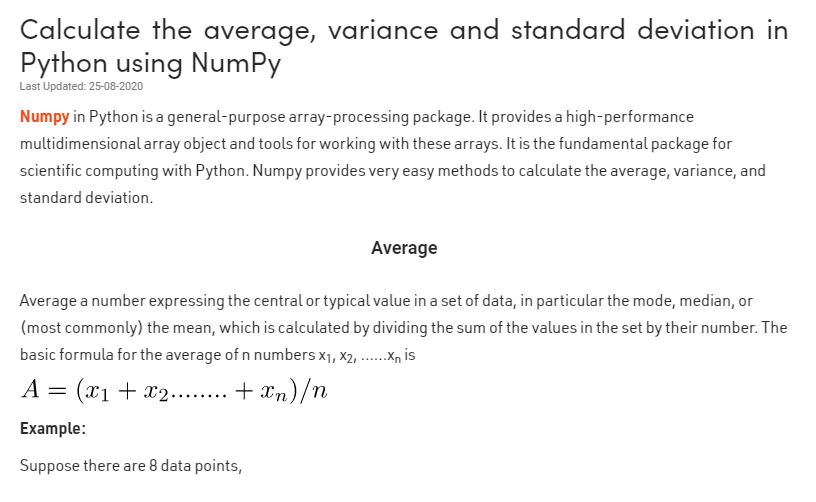 Calculate the average, variance and standard deviation in
Python using NumPy
Last Updated: 25-08-2020
Numpy in Python is a general-purpose array-processing package. It provides a high-performance
multidimensional array object and tools for working with these arrays. It is the fundamental package for
scientific computing with Python. Numpy provides very easy methods to calculate the average, variance, and
standard deviation.
Average
Average a number expressing the central or typical value in a set of data, in particular the mode, median, or
(most commonly) the mean, which is calculated by dividing the sum of the values in the set by their number. The
basic formula for the average of n numbers x₁, x₂, ......xₙ is
A = (x₁ + x₂........ + xₙ)/n
Example:
Suppose there are 8 data points,